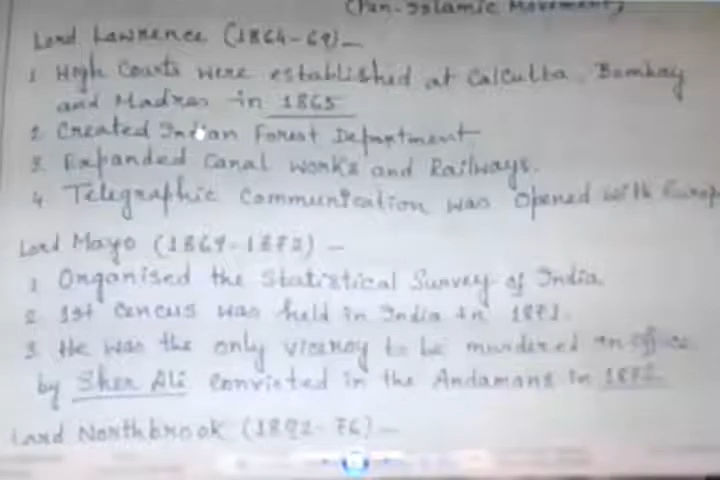 (Pan-Islamic Movement)
Lord Lawrence (1864-69)-
1 High Courts were established at Calcutta, Bombay
and Madras in 1865
2 Created Indian Forest Department
3. Expanded Canal works and Railways.
4 Telegraphic Communication was opened with Europ
Lord Mayo (1869-1872) -
1 Organised the Statistical Survey of India.
2 1st Cencus was held in India in 1871.
3. He was the only viceroy to be murdered in office
by Sher Ali Convicted in the Andamans in 1872
Lord Northbrook (1892-76)-